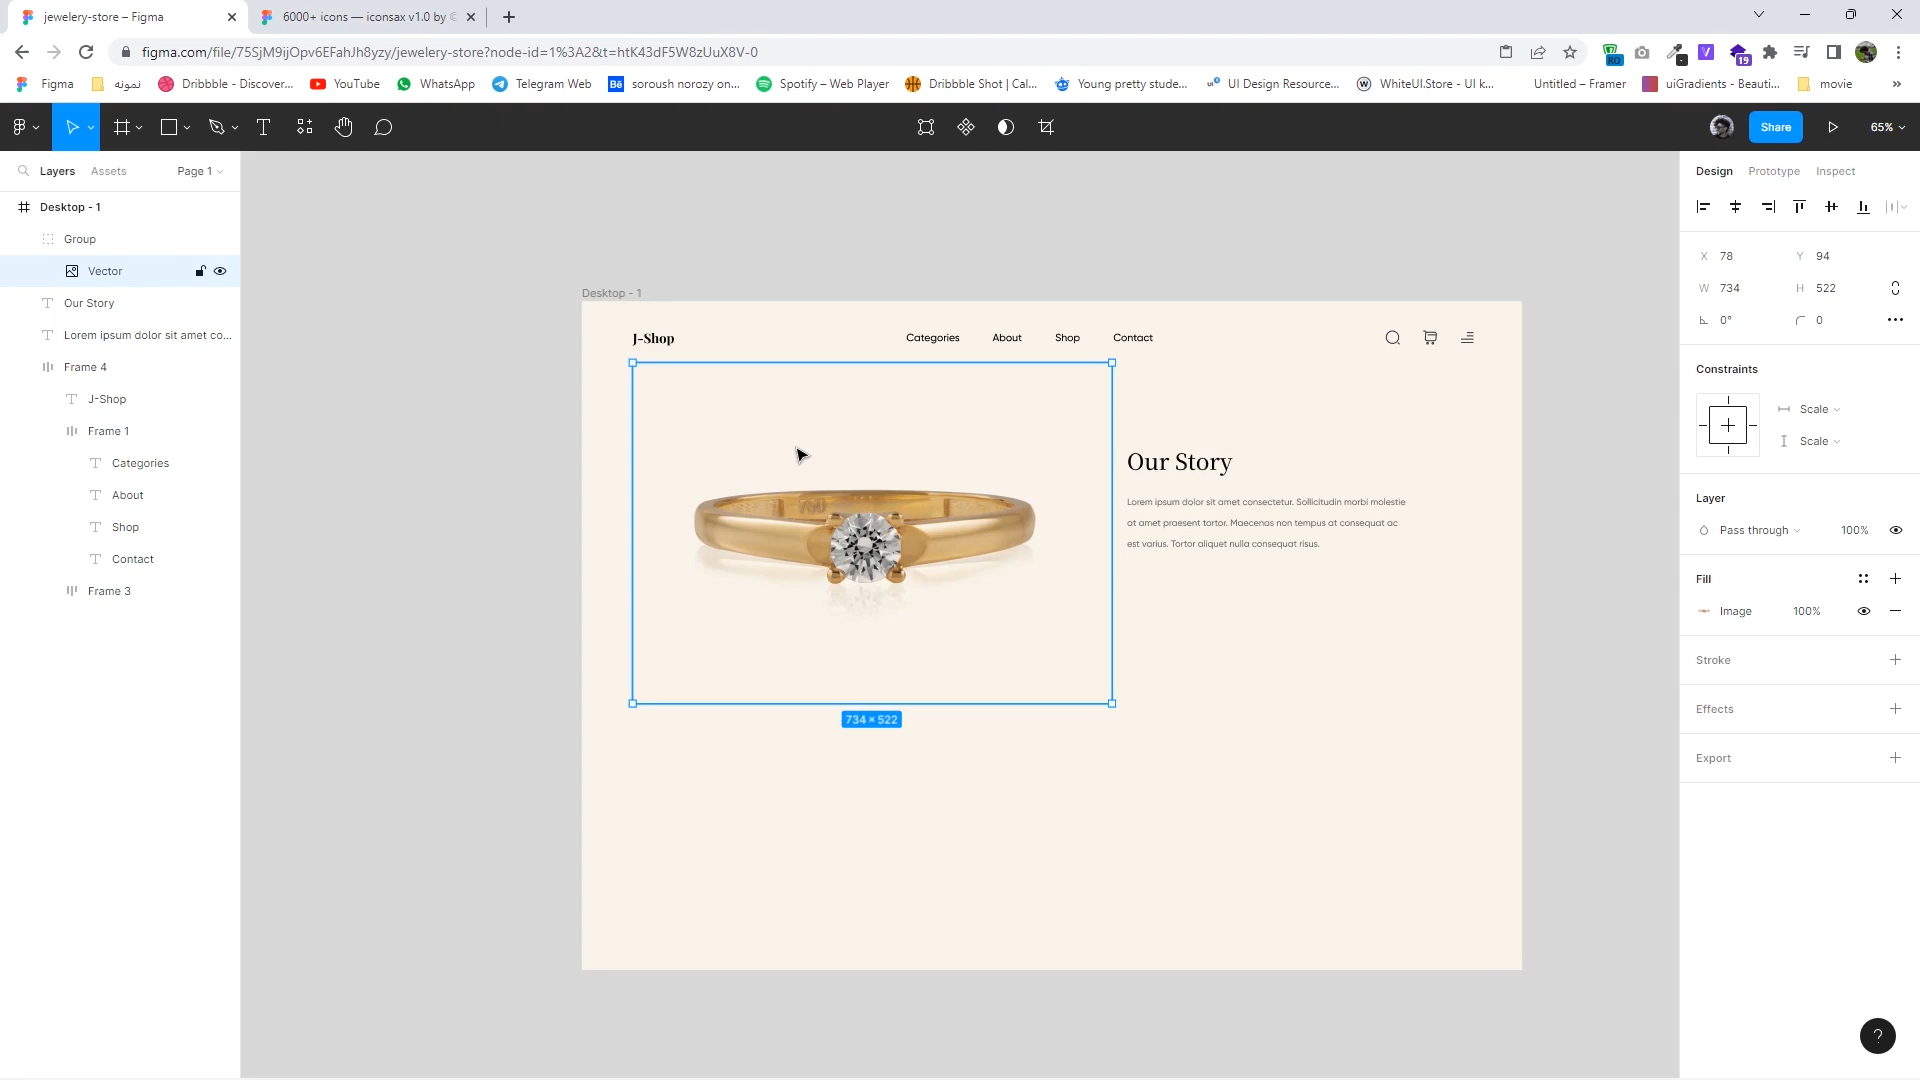 jewelery-store – Figma
6000+ icons — iconsax v1.0 by
figma.com/file/75SjM9ijOpv6EFahJh8yzy/jewelery-store?node-id=1%3A2&t=htK43dF5W8zUuX8V-0
RO
19
Figma
نمونه
Dribbble - Discover...
YouTube
WhatsApp
Telegram Web
Bē
soroush norozy on...
Spotify – Web Player
Dribbble Shot | Cal...
Young pretty stude...
UI Design Resource...
WhiteUI.Store - UI k...
Untitled – Framer
uiGradients - Beauti...
movie
Share
65%
Layers
Assets
Page 1
Design
Prototype
Inspect
Desktop - 1
Group
Vector
Our Story
Lorem ipsum dolor sit amet co...
Frame 4
J-Shop
Frame 1
Categories
About
Shop
Contact
Frame 3
Desktop - 1
J-Shop
Categories
About
Shop
Contact
Our Story
Lorem ipsum dolor sit amet consectetur. Sollicitudin morbi molestie
at amet praesent tortor. Maecenas non tempus at consequat ac
est varius. Tortor aliquet nulla consequat risus.
734 × 522
X 78
Y 94
W 734
H 522
0°
0
Constraints
Scale
Scale
Layer
Pass through
100%
Fill
Image
100%
Stroke
Effects
Export
?